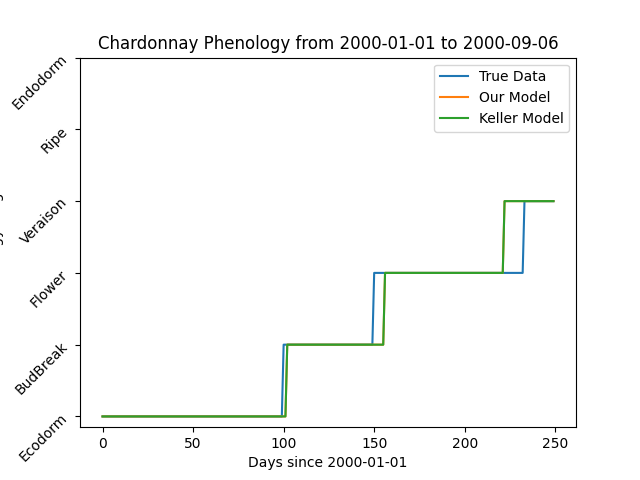 Chardonnay Phenology from 2000-01-01 to 2000-09-06
True Data
Our Model
Keller Model
Endodorm
Ripe
Veraison
Flower
BudBreak
Ecodorm
0 50 100 150 200 250
Days since 2000-01-01